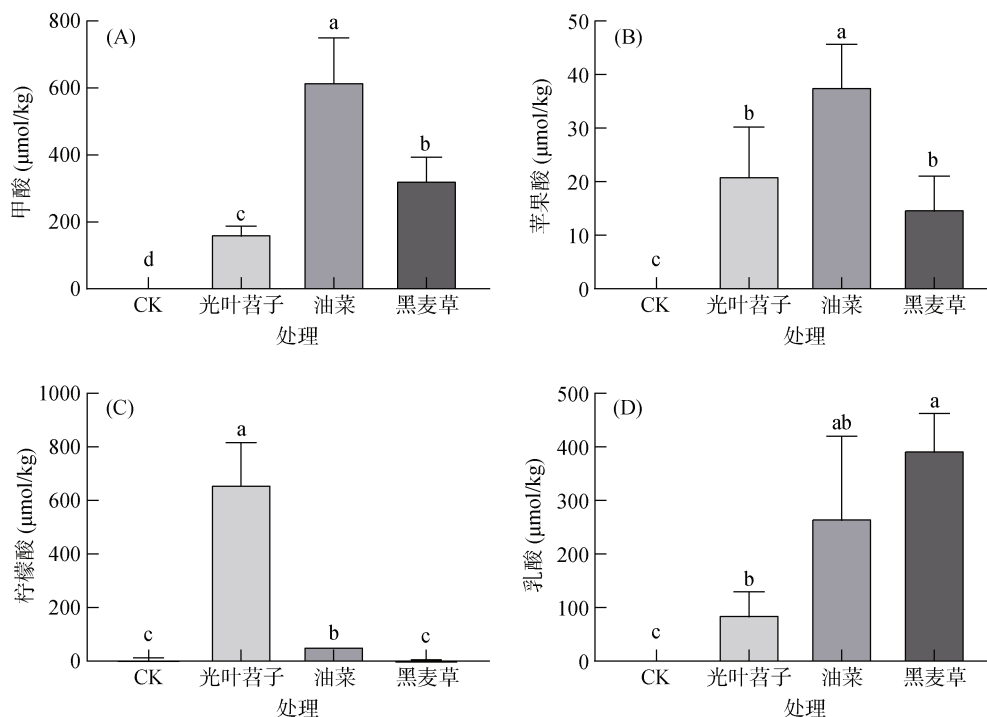 (A)
甲酸 (μmol/kg)
800
600
400
200
0
d
c
a
b
CK
光叶苕子
油菜
黑麦草
处理
(B)
苹果酸 (μmol/kg)
50
40
30
20
10
0
c
b
a
b
CK
光叶苕子
油菜
黑麦草
处理
(C)
柠檬酸 (μmol/kg)
1000
800
600
400
200
0
c
a
b
c
CK
光叶苕子
油菜
黑麦草
处理
(D)
乳酸 (μmol/kg)
500
400
300
200
100
0
c
b
ab
a
CK
光叶苕子
油菜
黑麦草
处理